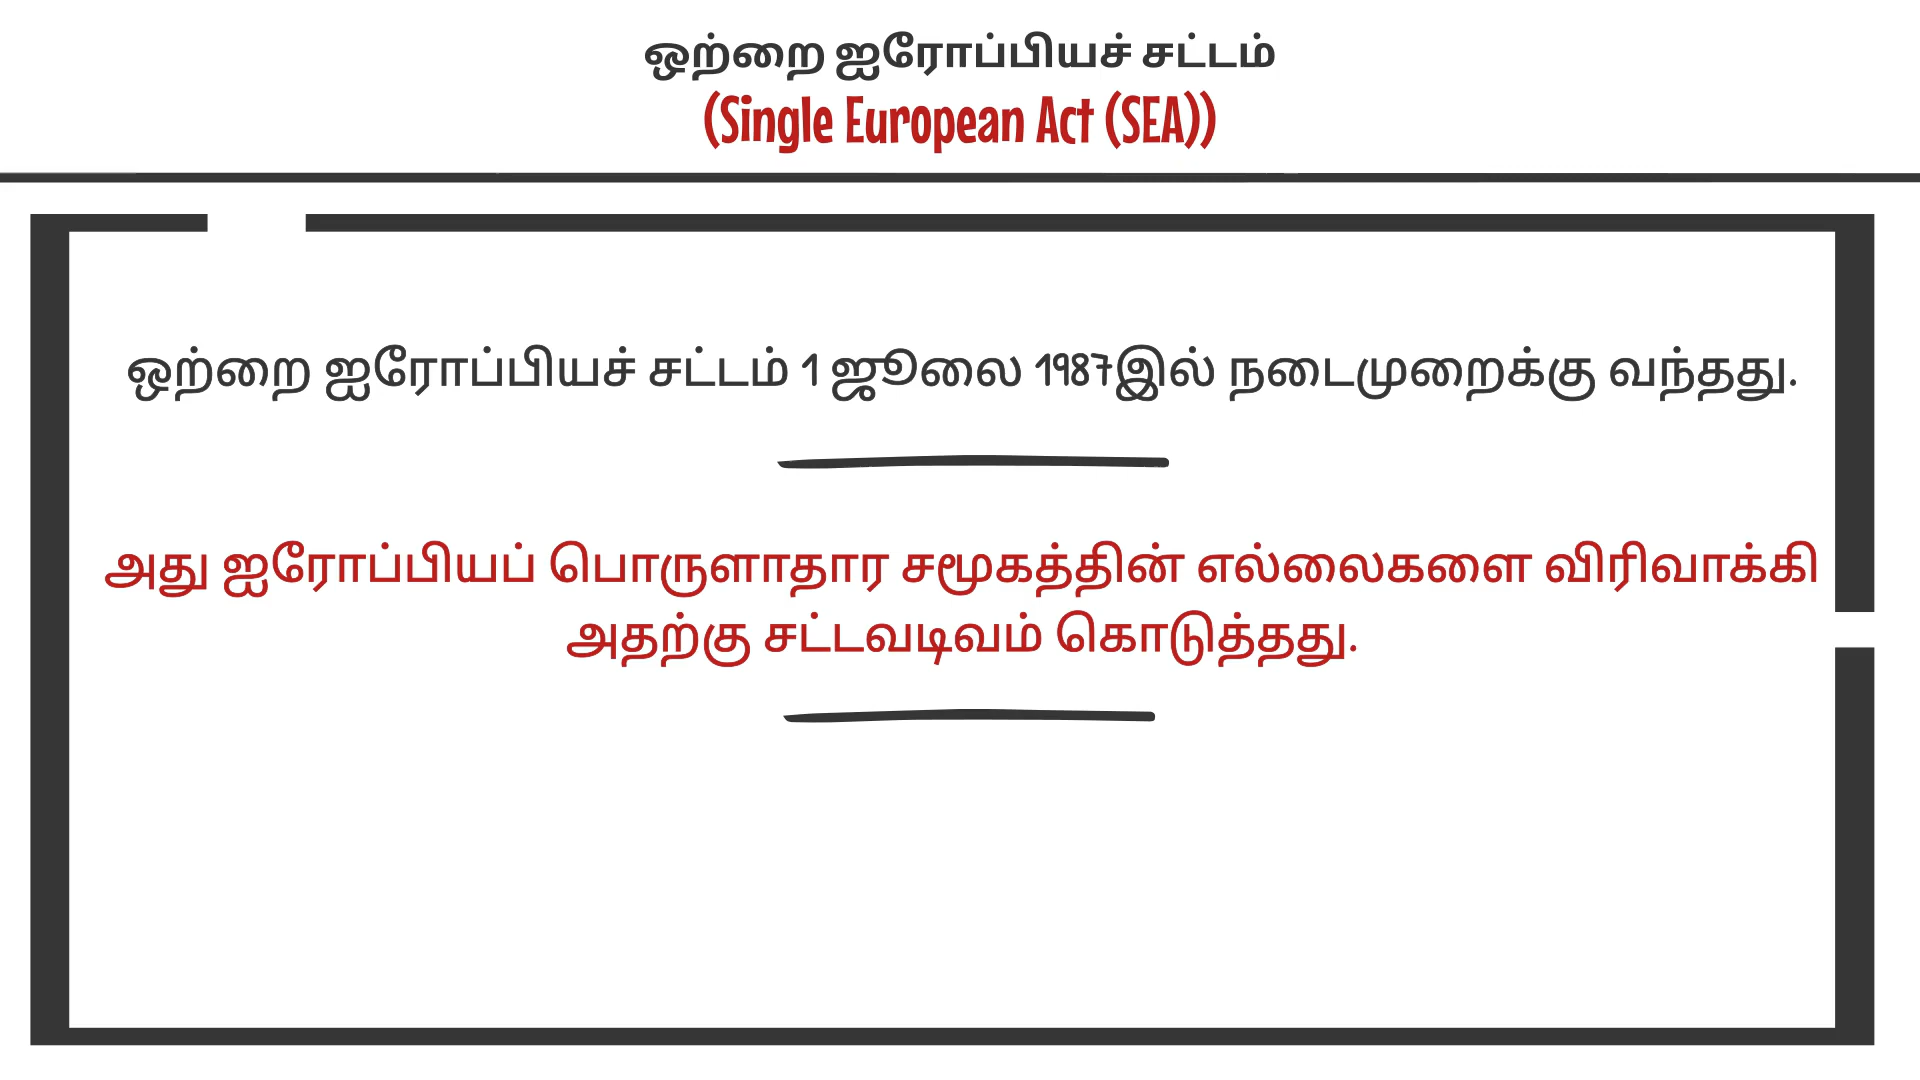 ஒற்றை ஐரோப்பியச் சட்டம்
(Single European Act (SEA))
ஒற்றை ஐரோப்பியச் சட்டம் 1 ஜூலை 1987இல் நடைமுறைக்கு வந்தது.
அது ஐரோப்பியப் பொருளாதார சமூகத்தின் எல்லைகளை விரிவாக்கி
அதற்கு சட்டவடிவம் கொடுத்தது.